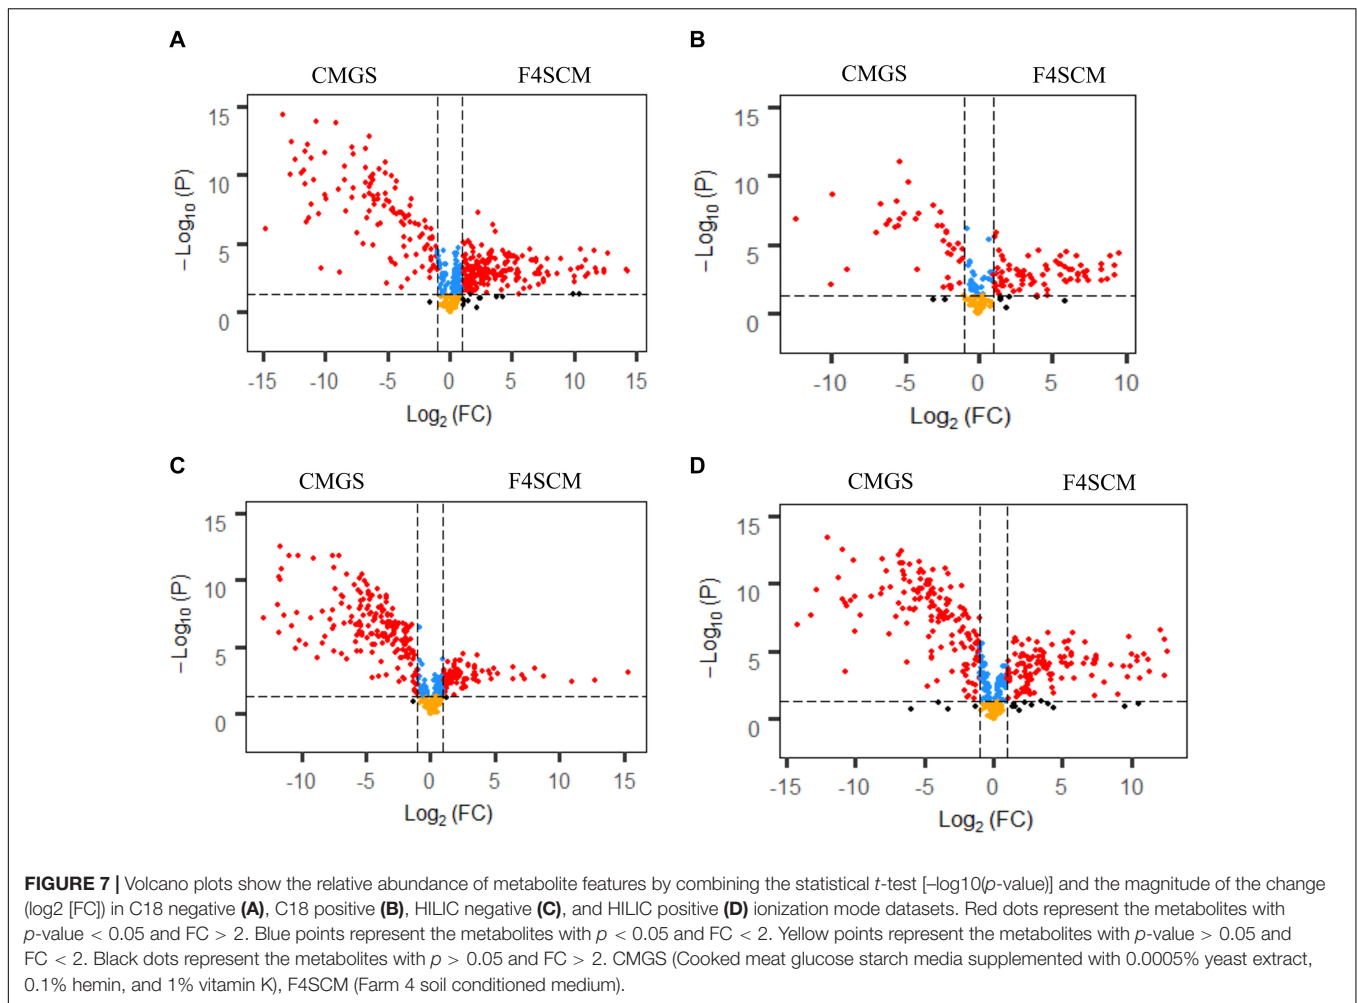 A
CMGS F4SCM
15
10
5
0
−Log10 (P)
-15 -10 -5 0 5 10 15
Log2 (FC)
B
CMGS F4SCM
15
10
5
0
−Log10 (P)
-10 -5 0 5 10
Log2 (FC)
C
CMGS F4SCM
15
10
5
0
−Log10 (P)
-10 -5 0 5 10 15
Log2 (FC)
D
CMGS F4SCM
15
10
5
0
−Log10 (P)
-15 -10 -5 0 5 10
Log2 (FC)
FIGURE 7 | Volcano plots show the relative abundance of metabolite features by combining the statistical t-test [–log10(p-value)] and the magnitude of the change
(log2 [FC]) in C18 negative (A), C18 positive (B), HILIC negative (C), and HILIC positive (D) ionization mode datasets. Red dots represent the metabolites with
p-value < 0.05 and FC > 2. Blue points represent the metabolites with p < 0.05 and FC < 2. Yellow points represent the metabolites with p-value > 0.05 and
FC < 2. Black dots represent the metabolites with p > 0.05 and FC > 2. CMGS (Cooked meat glucose starch media supplemented with 0.0005% yeast extract,
0.1% hemin, and 1% vitamin K), F4SCM (Farm 4 soil conditioned medium).